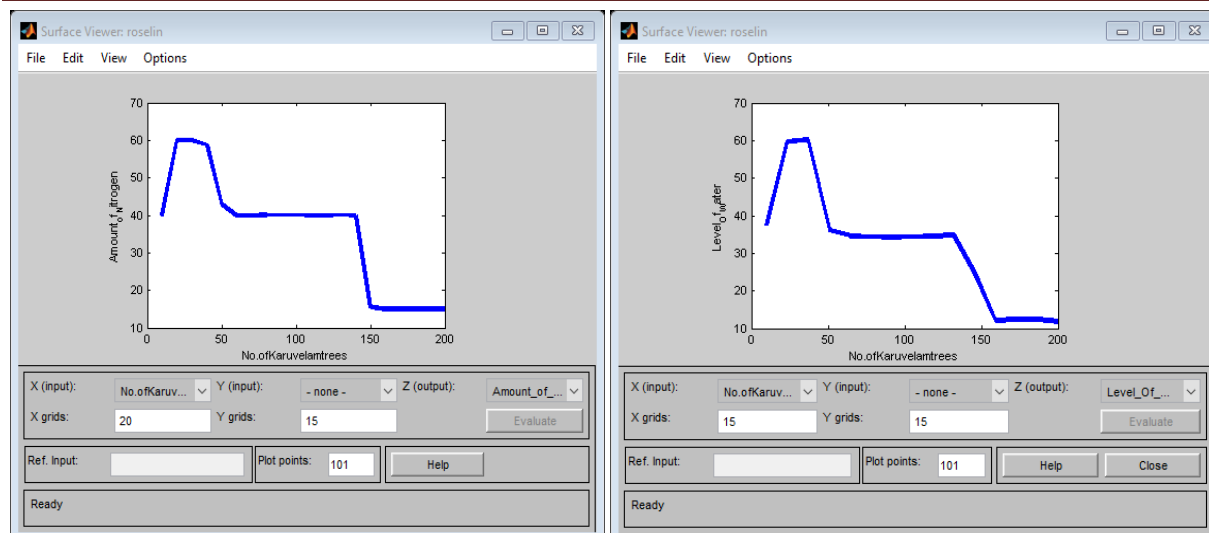 Surface Viewer: roselin
File Edit View Options
70
60
50
40
30
20
10
Amount_of_Nitrogen
0 50 100 150 200
No.ofKaruvelamtrees
X (input): No.ofKaruv... Y (input): - none - Z (output): Amount_of_...
X grids: 20 Y grids: 15 Evaluate
Ref. Input: Plot points: 101 Help
Ready
Surface Viewer: roselin
File Edit View Options
70
60
50
40
30
20
10
Level_Of_Water
0 50 100 150 200
No.ofKaruvelamtrees
X (input): No.ofKaruv... Y (input): - none - Z (output): Level_Of_...
X grids: 15 Y grids: 15 Evaluate
Ref. Input: Plot points: 101 Help Close
Ready